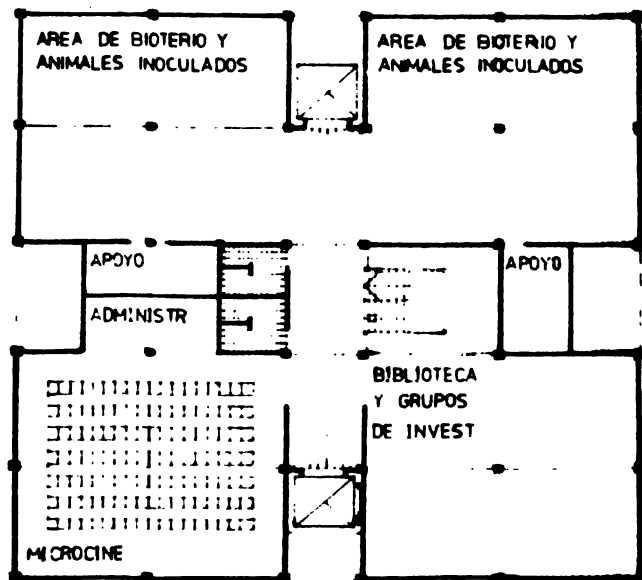 AREA DE BIOTERIO Y
ANIMALES INOCULADOS
AREA DE BIOTERIO Y
ANIMALES INOCULADOS
APOYO
APOYO
ADMINISTR
BIBLIOTECA
Y GRUPOS
DE INVEST
MICROCINE